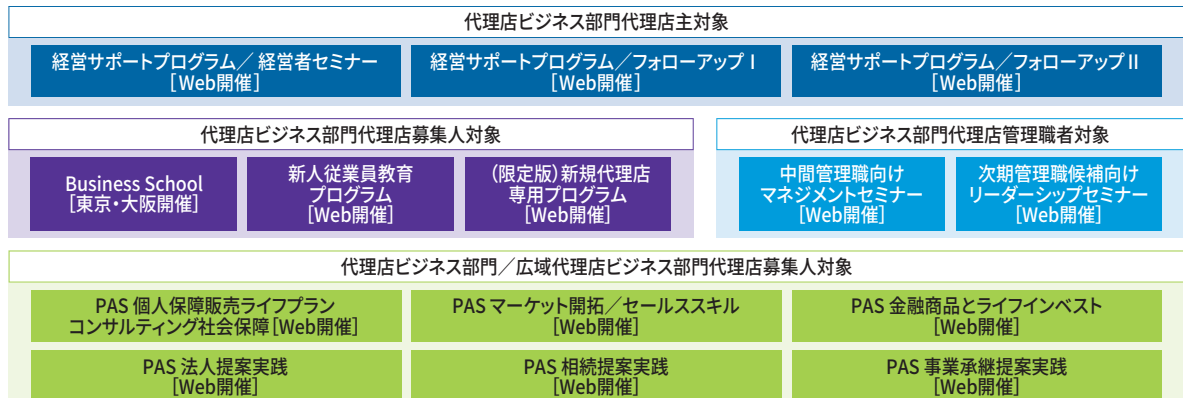 代理店ビジネス部門代理店主対象
経営サポートプログラム／経営者セミナー
[Web開催]
経営サポートプログラム／フォローアップⅠ
[Web開催]
経営サポートプログラム／フォローアップⅡ
[Web開催]
代理店ビジネス部門代理店募集人対象
Business School
[東京・大阪開催]
新人従業員教育
プログラム
[Web開催]
(限定版)新規代理店
専用プログラム
[Web開催]
代理店ビジネス部門代理店管理職者対象
中間管理職向け
マネジメントセミナー
[Web開催]
次期管理職候補向け
リーダーシップセミナー
[Web開催]
代理店ビジネス部門／広域代理店ビジネス部門代理店募集人対象
PAS 個人保障販売ライフプラン
コンサルティング社会保障[Web開催]
PAS マーケット開拓／セールススキル
[Web開催]
PAS 金融商品とライフインベスト
[Web開催]
PAS 法人提案実践
[Web開催]
PAS 相続提案実践
[Web開催]
PAS 事業承継提案実践
[Web開催]